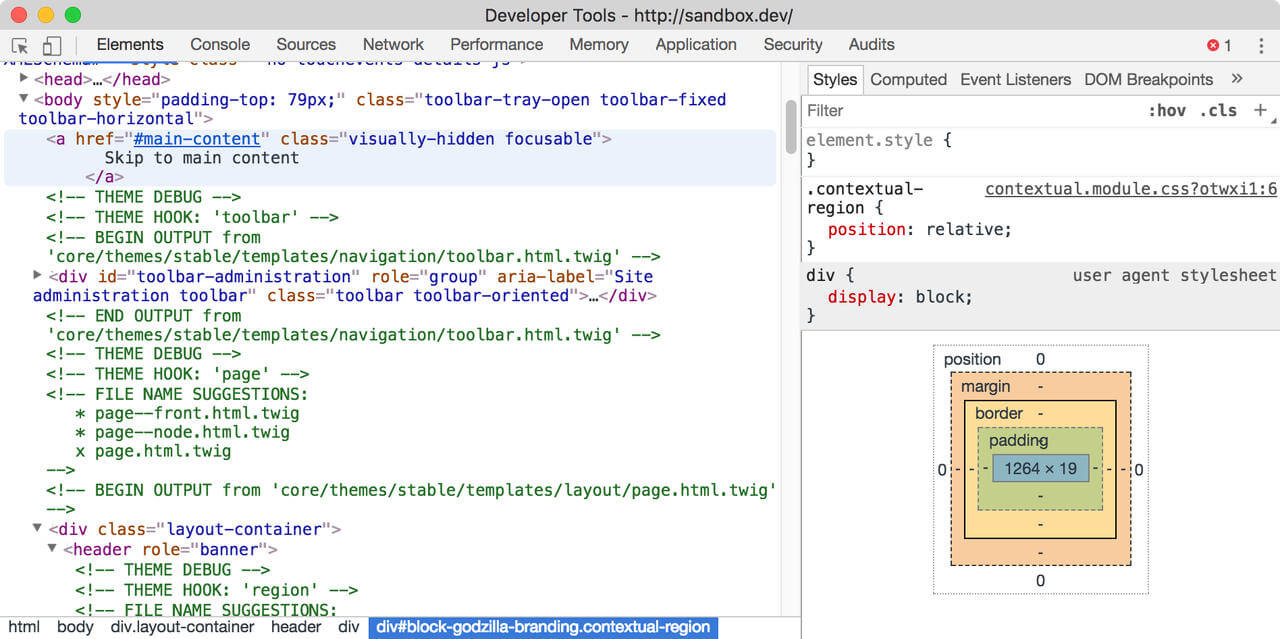 Developer Tools - http://sandbox.dev/
Elements Console Sources Network Performance Memory Application Security Audits 1
<head>…</head>
<body style="padding-top: 79px;" class="toolbar-tray-open toolbar-fixed
toolbar-horizontal">
<a href="#main-content" class="visually-hidden focusable">
Skip to main content
</a>
<!-- THEME DEBUG -->
<!-- THEME HOOK: 'toolbar' -->
<!-- BEGIN OUTPUT from
'core/themes/stable/templates/navigation/toolbar.html.twig' -->
<div id="toolbar-administration" role="group" aria-label="Site
administration toolbar" class="toolbar toolbar-oriented">…</div>
<!-- END OUTPUT from
'core/themes/stable/templates/navigation/toolbar.html.twig' -->
<!-- THEME DEBUG -->
<!-- THEME HOOK: 'page' -->
<!-- FILE NAME SUGGESTIONS:
* page--front.html.twig
* page--node.html.twig
x page.html.twig
-->
<!-- BEGIN OUTPUT from 'core/themes/stable/templates/layout/page.html.twig'
-->
<div class="layout-container">
<header role="banner">
<!-- THEME DEBUG -->
<!-- THEME HOOK: 'region' -->
<!-- FILE NAME SUGGESTIONS:
html body div.layout-container header div div#block-godzilla-branding.contextual-region
Styles Computed Event Listeners DOM Breakpoints »
Filter :hov .cls +
element.style {
}
.contextual- contextual.module.css?otwxi1:6
region {
position: relative;
}
div { user agent stylesheet
display: block;
}
position 0
margin -
border -
padding -
0 - - - 1264 × 19 - - - 0
-
-
-
0